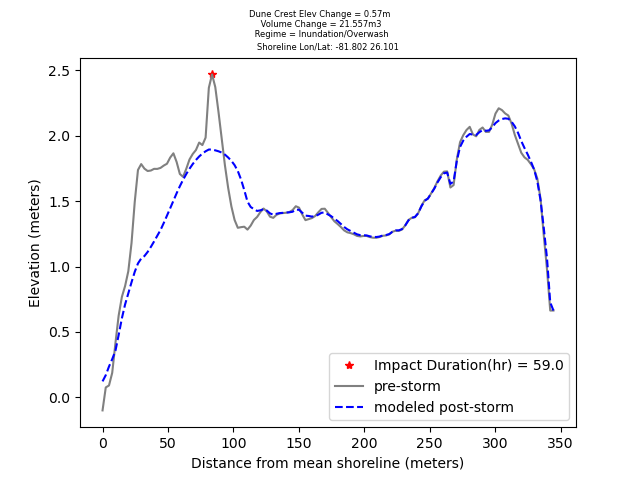 Dune Crest Elev Change = 0.57m
Volume Change = 21.557m3
Regime = Inundation/Overwash
Shoreline Lon/Lat: -81.802 26.101
2.5
2.0
1.5
1.0
0.5
0.0
Elevation (meters)
Impact Duration(hr) = 59.0
pre-storm
modeled post-storm
0 50 100 150 200 250 300 350
Distance from mean shoreline (meters)